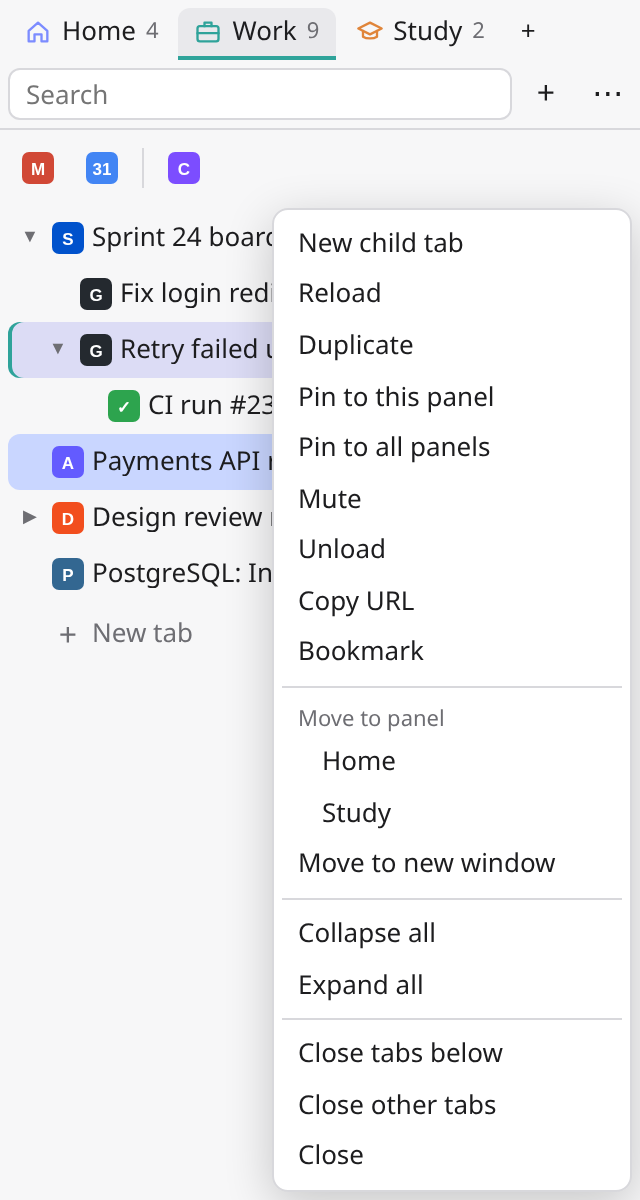 Home 4 Work 9 Study 2 +
Search + ⋯
M 31 C
S Sprint 24 board
G Fix login redi
G Retry failed
✓ CI run #23
A Payments API
D Design review
P PostgreSQL: In
+ New tab
New child tab
Reload
Duplicate
Pin to this panel
Pin to all panels
Mute
Unload
Copy URL
Bookmark
Move to panel
Home
Study
Move to new window
Collapse all
Expand all
Close tabs below
Close other tabs
Close